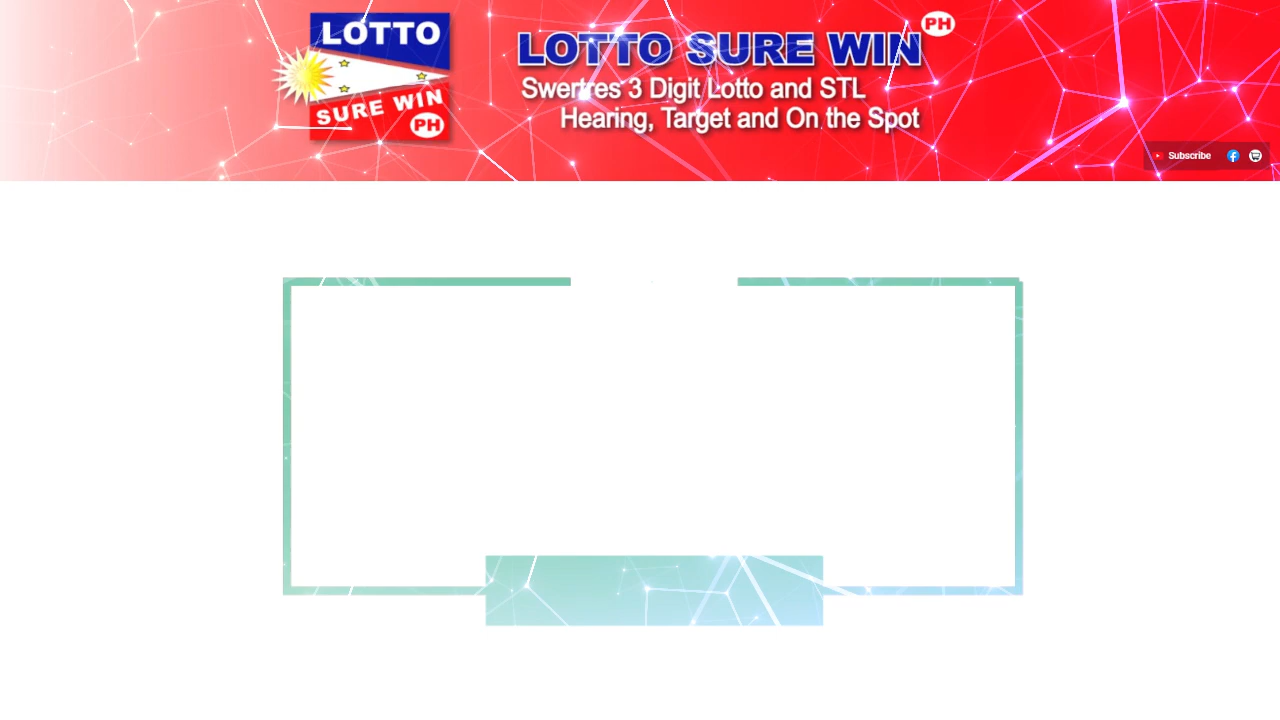 LOTTO
SURE WIN
PH
LOTTO SURE WIN PH
Swertres 3 Digit Lotto and STL
Hearing, Target and On the Spot
Subscribe